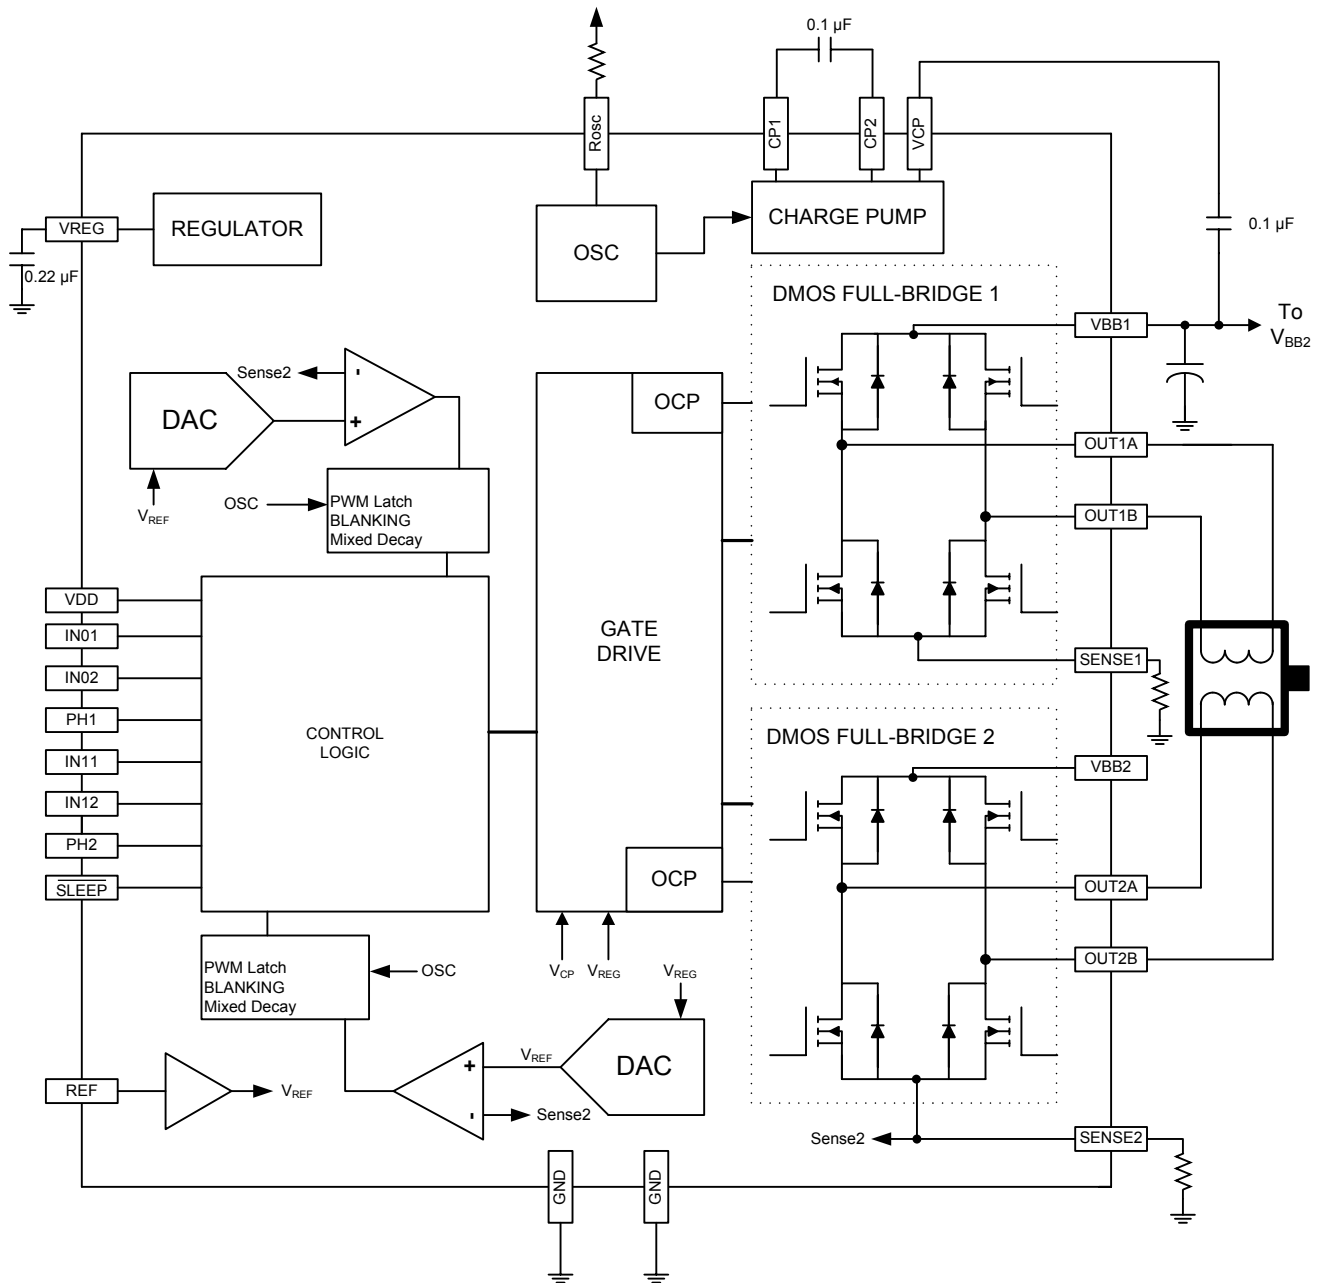 0.1 µF
Rosc
CP1
CP2
VCP
VREG
REGULATOR
OSC
CHARGE PUMP
0.1 µF
0.22 µF
DMOS FULL-BRIDGE 1
VBB1
To
VBB2
Sense2
-
DAC
+
OCP
OUT1A
VREF
OSC
PWM Latch
BLANKING
Mixed Decay
OUT1B
VDD
IN01
IN02
PH1
IN11
IN12
PH2
SLEEP
CONTROL
LOGIC
GATE
DRIVE
SENSE1
DMOS FULL-BRIDGE 2
VBB2
OCP
OUT2A
OUT2B
PWM Latch
BLANKING
Mixed Decay
OSC
VCP
VREG
VREG
REF
VREF
+
-
VREF
DAC
Sense2
Sense2
SENSE2
GND
GND